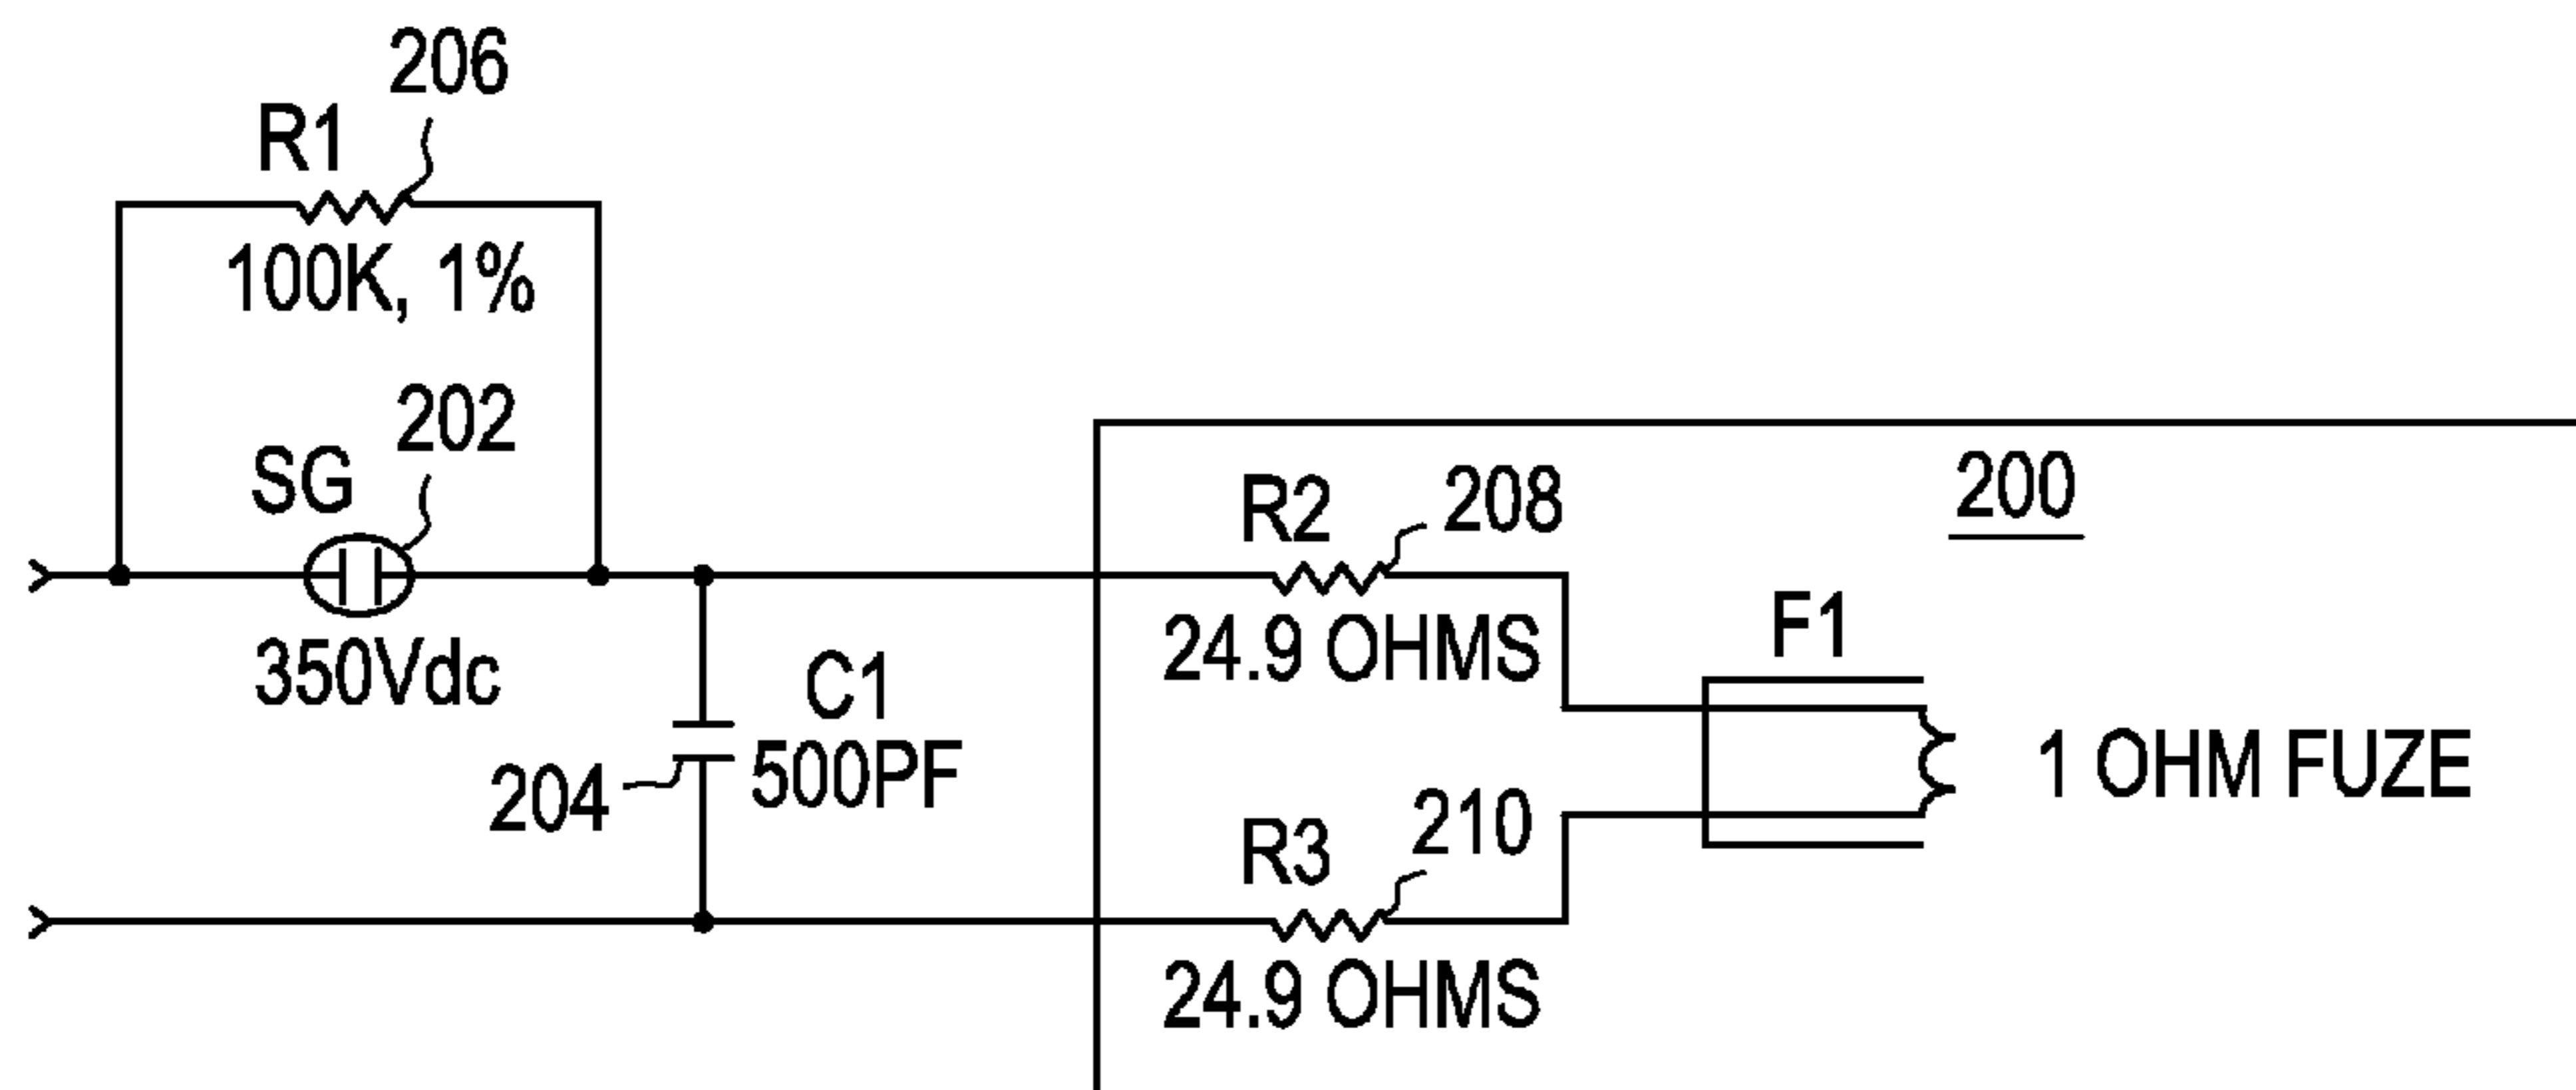 206
R1
100K, 1%
202
SG
350Vdc
C1
500PF
204
200
R2
208
24.9 OHMS
F1
1 OHM FUZE
R3
210
24.9 OHMS